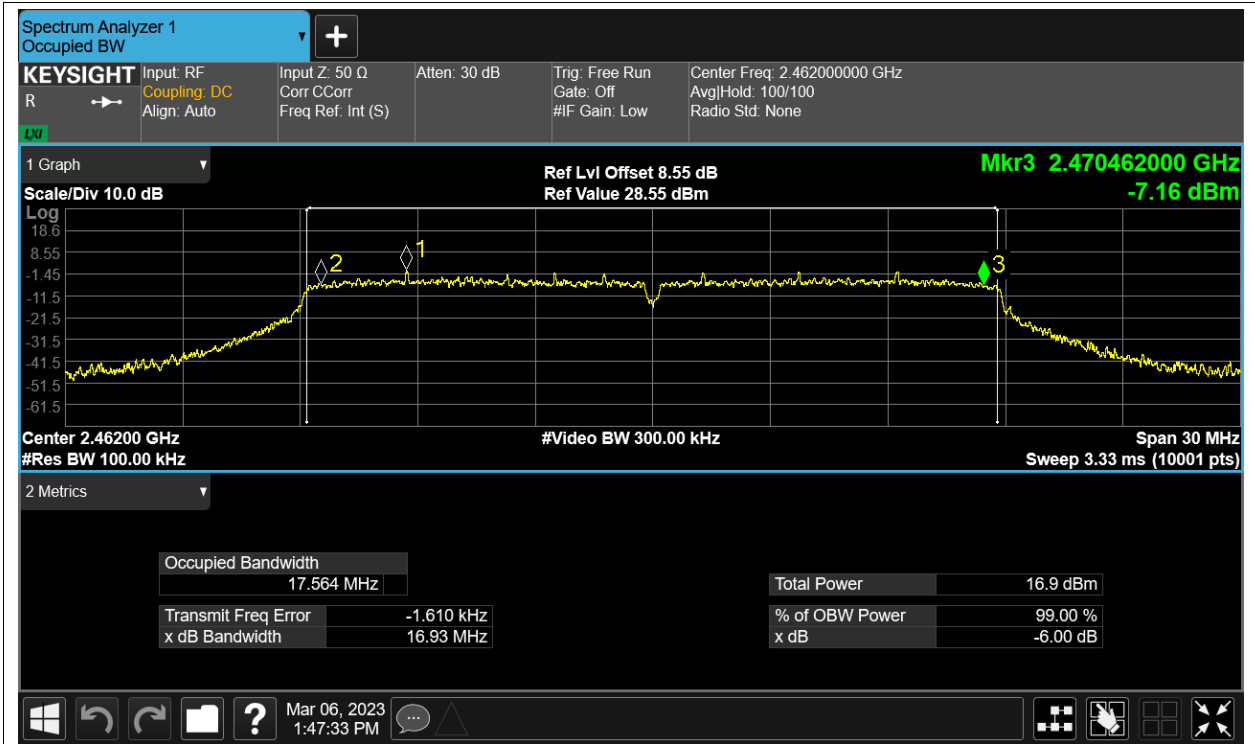 Spectrum Analyzer 1
Occupied BW
KEYSIGHT
R
LXI
Input: RF
Coupling: DC
Align: Auto
Input Z: 50 Ω
Corr CCorr
Freq Ref: Int (S)
Atten: 30 dB
Trig: Free Run
Gate: Off
#IF Gain: Low
Center Freq: 2.462000000 GHz
Avg|Hold: 100/100
Radio Std: None
1 Graph
Scale/Div 10.0 dB
Ref Lvl Offset 8.55 dB
Ref Value 28.55 dBm
Mkr3 2.470462000 GHz
-7.16 dBm
Log
18.6
8.55
-1.45
-11.5
-21.5
-31.5
-41.5
-51.5
-61.5
2
1
3
Center 2.46200 GHz
#Video BW 300.00 kHz
Span 30 MHz
#Res BW 100.00 kHz
Sweep 3.33 ms (10001 pts)
2 Metrics
Occupied Bandwidth
17.564 MHz
Transmit Freq Error -1.610 kHz
x dB Bandwidth 16.93 MHz
Total Power 16.9 dBm
% of OBW Power 99.00 %
x dB -6.00 dB
?
Mar 06, 2023
1:47:33 PM